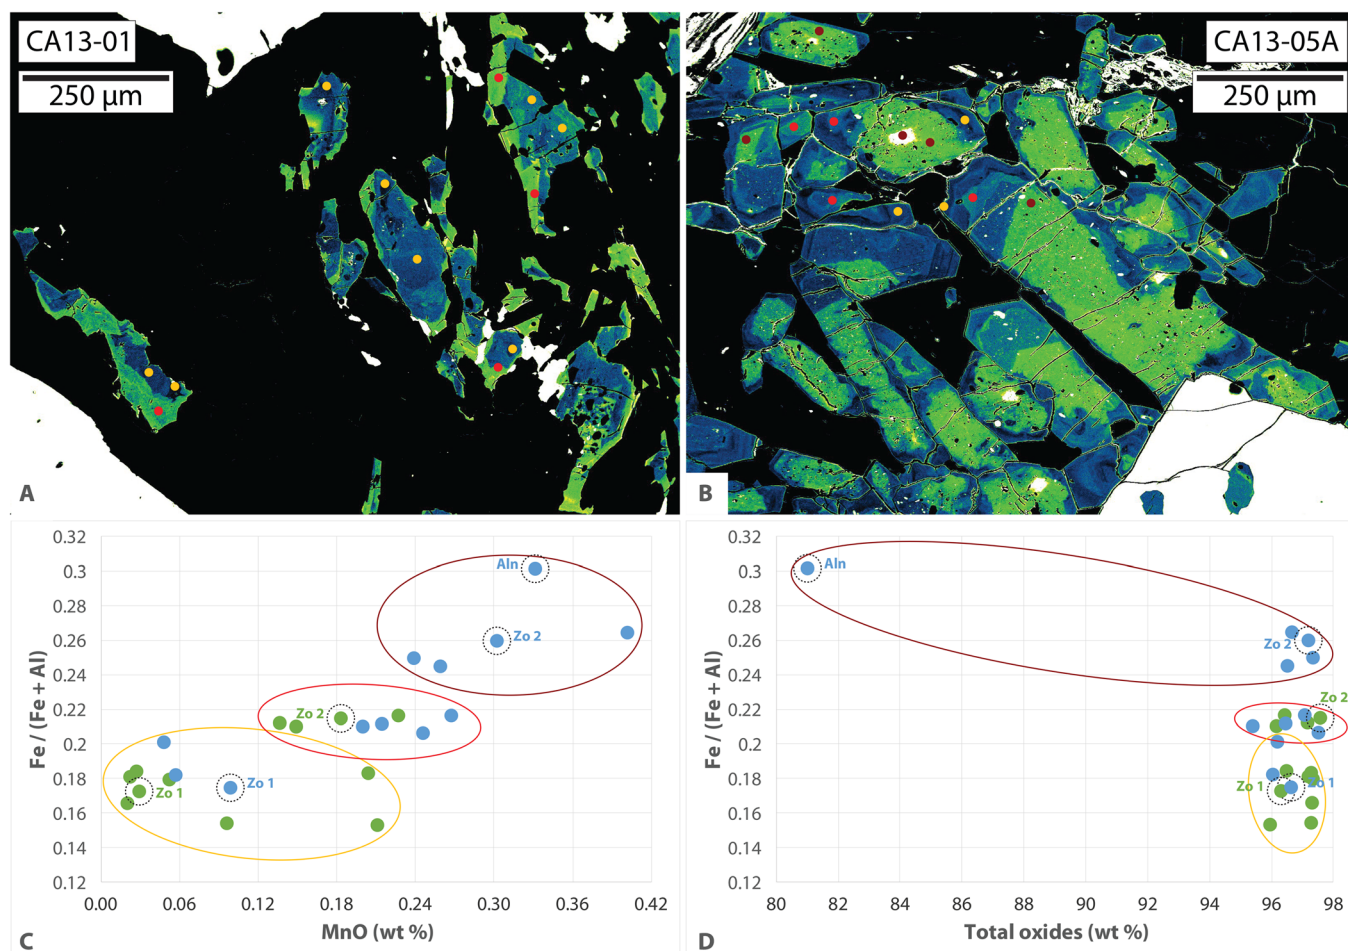 CA13-01
250 µm
A
CA13-05A
250 µm
B
0.32
0.3
0.28
0.26
0.24
0.22
0.2
0.18
0.16
0.14
0.12
Fe / (Fe + Al)
Aln
Zo 2
Zo 2
Zo 1
Zo 1
0.00
0.06
0.12
0.18
0.24
0.30
0.36
0.42
MnO (wt %)
C
0.32
0.3
0.28
0.26
0.24
0.22
0.2
0.18
0.16
0.14
0.12
Fe / (Fe + Al)
Aln
Zo 2
Zo 2
Zo 1
Zo 1
80
82
84
86
88
90
92
94
96
98
Total oxides (wt %)
D